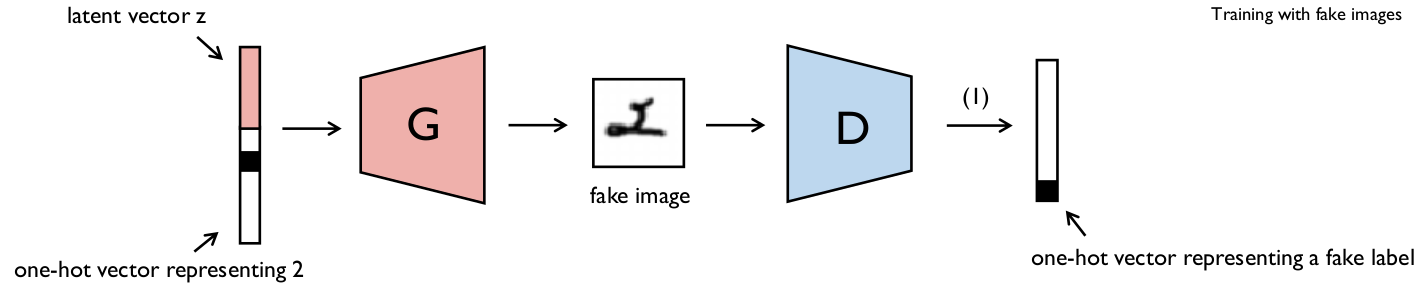 latent vector z
Training with fake images
G
D
(1)
fake image
one-hot vector representing 2
one-hot vector representing a fake label